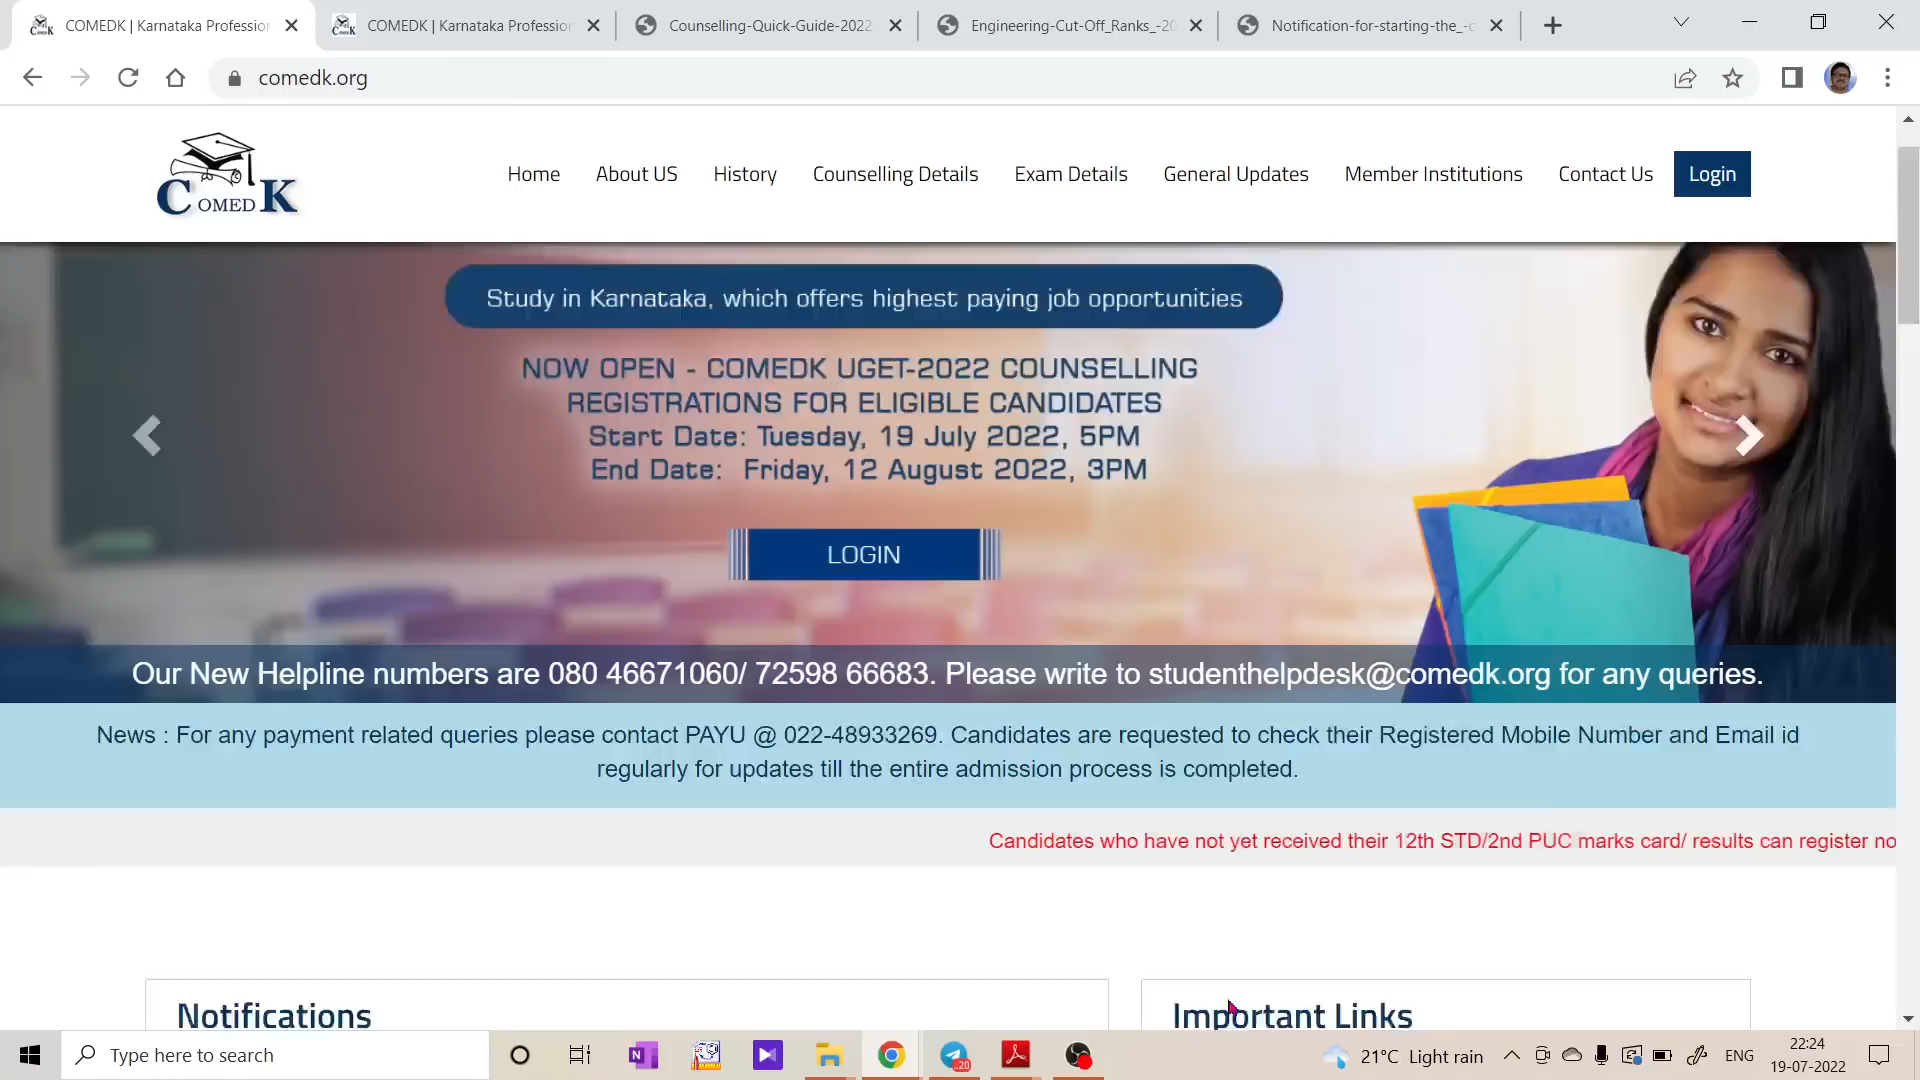 COMEDK | Karnataka Professio
COMEDK | Karnataka Profession
Counselling-Quick-Guide-2022-
Engineering-Cut-Off_Ranks_-20
Notification-for-starting-the_-c
comedk.org
COMEDK
Home
About US
History
Counselling Details
Exam Details
General Updates
Member Institutions
Contact Us
Login
Study in Karnataka, which offers highest paying job opportunities
NOW OPEN - COMEDK UGET-2022 COUNSELLING
REGISTRATIONS FOR ELIGIBLE CANDIDATES
Start Date: Tuesday, 19 July 2022, 5PM
End Date: Friday, 12 August 2022, 3PM
LOGIN
Our New Helpline numbers are 080 46671060/ 72598 66683. Please write to studenthelpdesk@comedk.org for any queries.
News : For any payment related queries please contact PAYU @ 022-48933269. Candidates are requested to check their Registered Mobile Number and Email id
regularly for updates till the entire admission process is completed.
Candidates who have not yet received their 12th STD/2nd PUC marks card/ results can register no
Notifications
Important Links
Type here to search
N
..20
21°C Light rain
ENG
22:24
19-07-2022